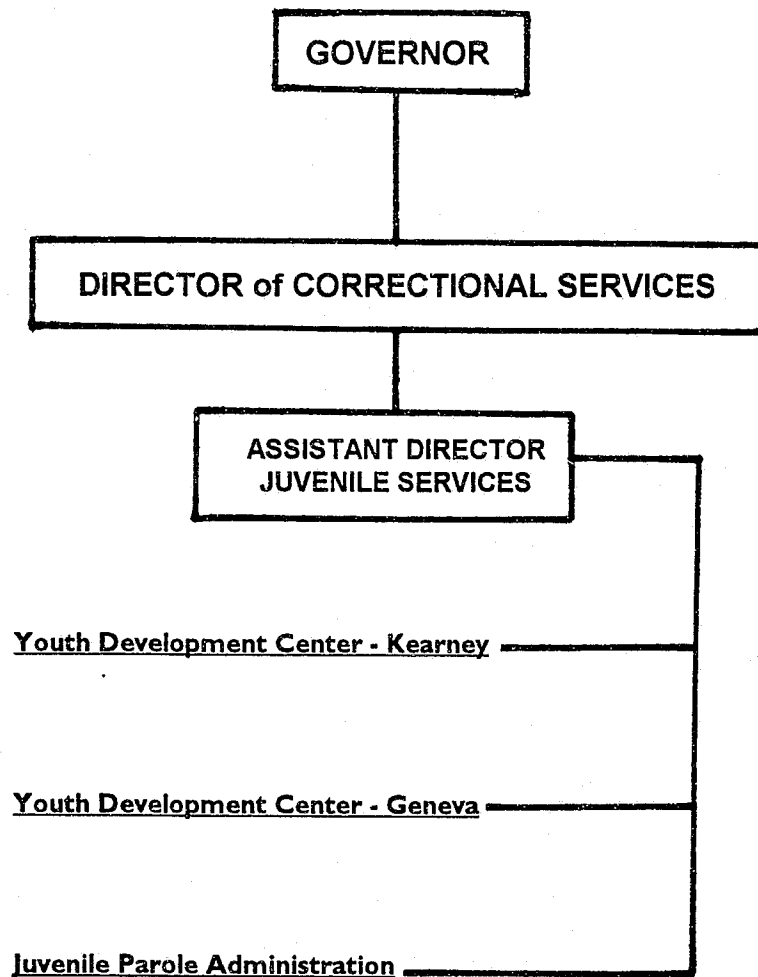 GOVERNOR
DIRECTOR of CORRECTIONAL SERVICES
ASSISTANT DIRECTOR
JUVENILE SERVICES
Youth Development Center - Kearney
Youth Development Center - Geneva
Juvenile Parole Administration